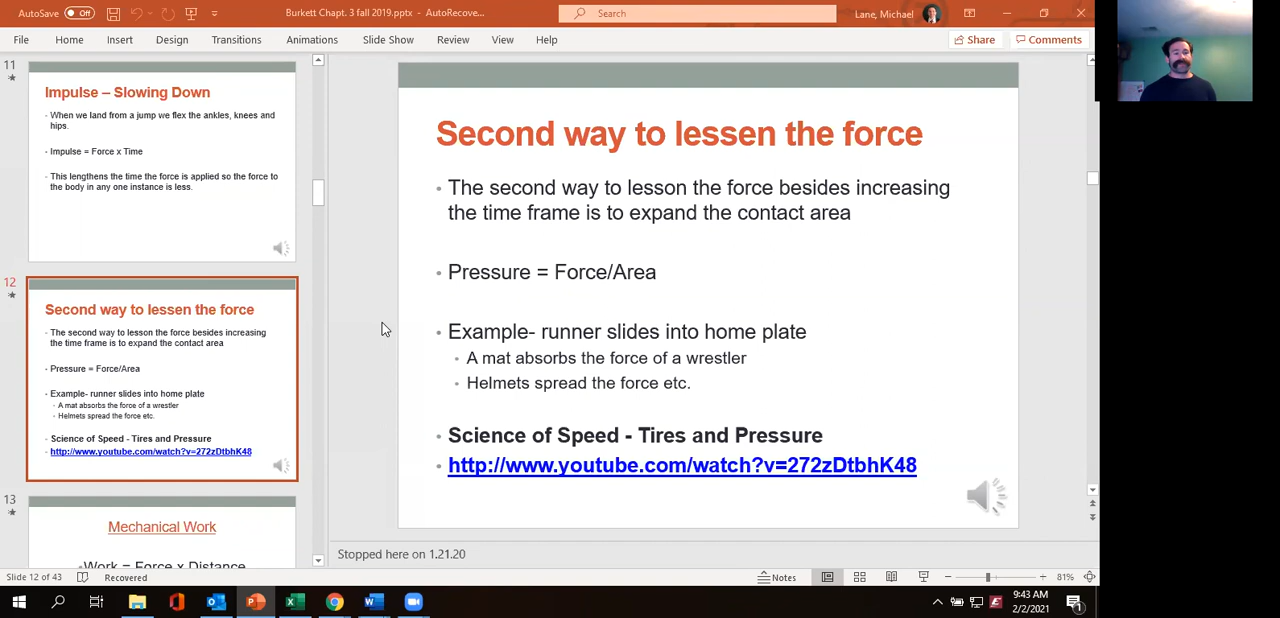 AutoSave Off
Burkett Chapt. 3 fall 2019.pptx - AutoRecove...
Search
Lane, Michael
File Home Insert Design Transitions Animations Slide Show Review View Help Share Comments
11
Impulse – Slowing Down
When we land from a jump we flex the ankles, knees and
hips.
Impulse = Force x Time
This lengthens the time the force is applied so the force to
the body in any one instance is less.
12
Second way to lessen the force
The second way to lesson the force besides increasing
the time frame is to expand the contact area
Pressure = Force/Area
Example- runner slides into home plate
A mat absorbs the force of a wrestler
Helmets spread the force etc.
Science of Speed - Tires and Pressure
http://www.youtube.com/watch?v=272zDtbhK48
13
Mechanical Work
Work = Force x Distance
Second way to lessen the force
The second way to lesson the force besides increasing
the time frame is to expand the contact area
Pressure = Force/Area
Example- runner slides into home plate
A mat absorbs the force of a wrestler
Helmets spread the force etc.
Science of Speed - Tires and Pressure
http://www.youtube.com/watch?v=272zDtbhK48
Stopped here on 1.21.20
Slide 12 of 43 Recovered Notes 81%
9:43 AM
2/2/2021